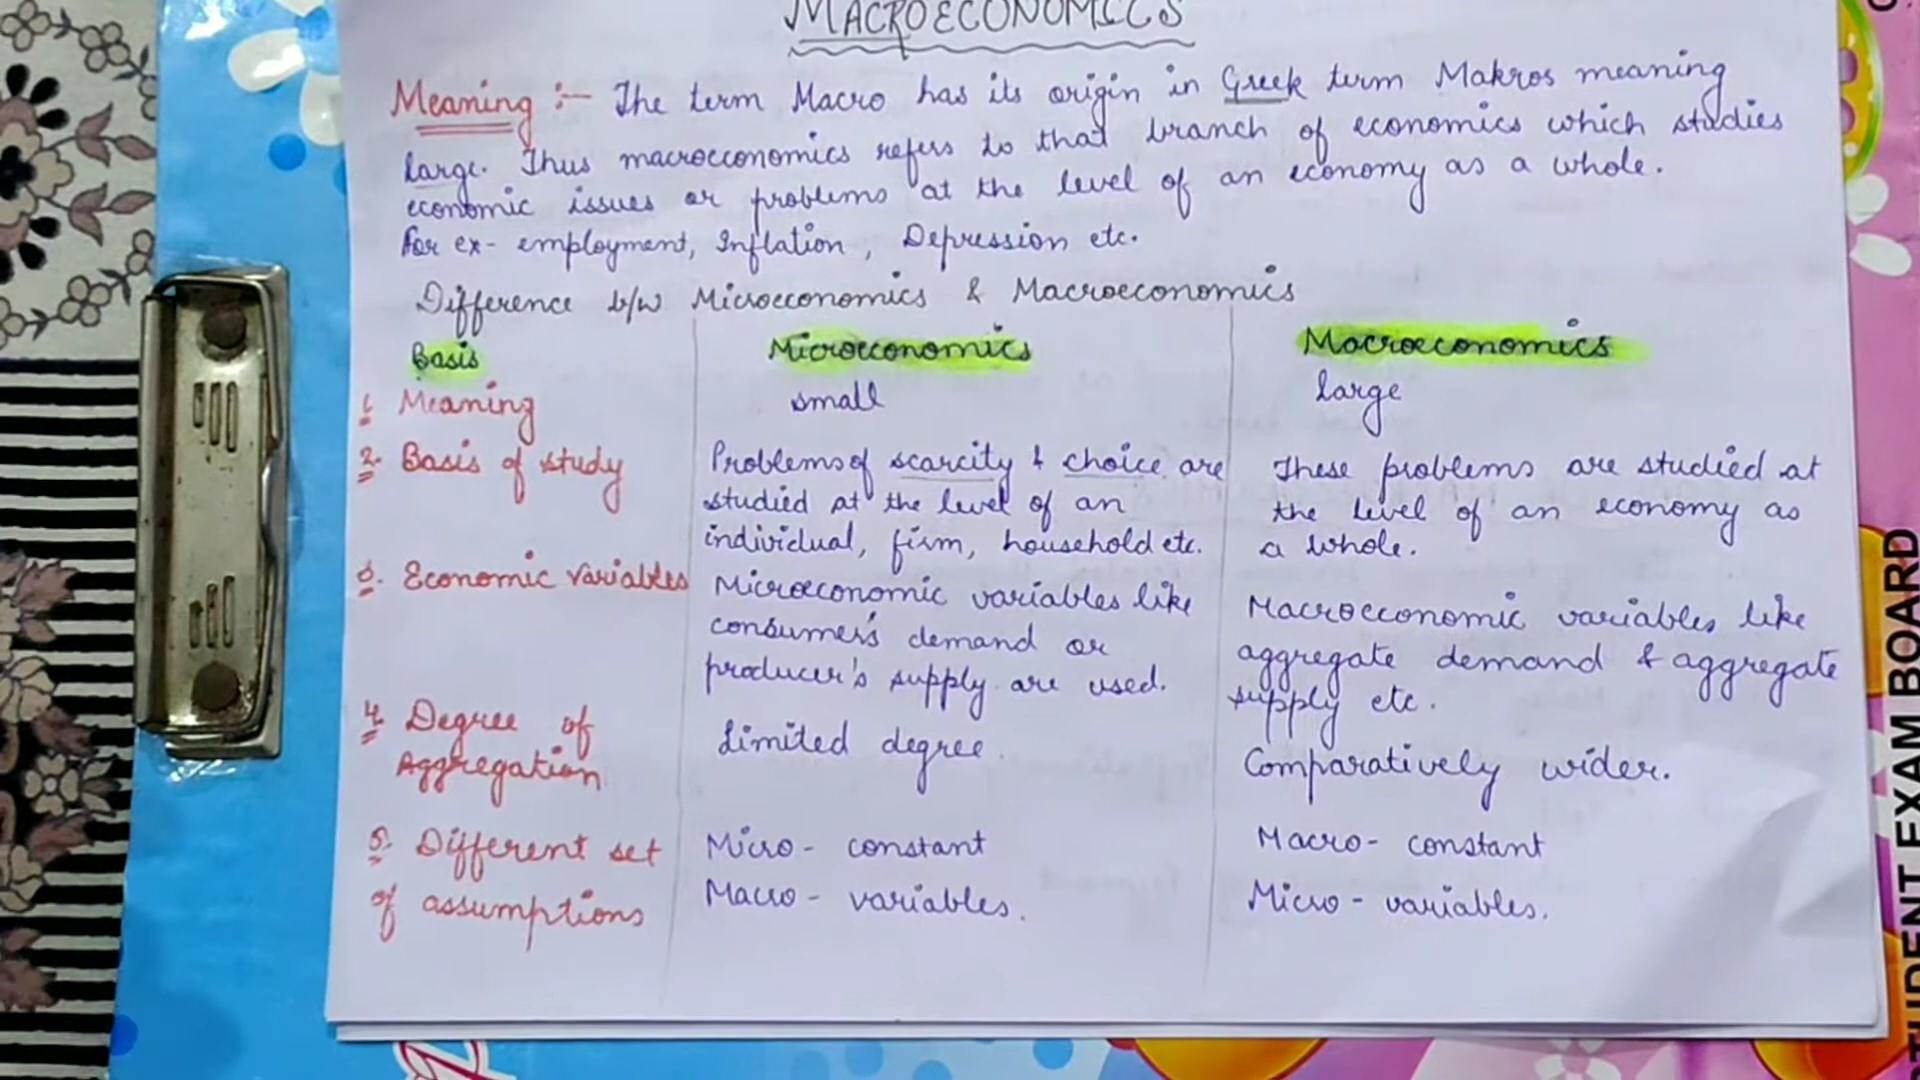 MACROECONOMICS
Meaning :- The term Macro has its origin in Greek term Makros meaning
large. Thus macroeconomics refers to that branch of economics which studies
economic issues or problems at the level of an economy as a whole.
For ex- employment, Inflation, Depression etc.
Difference b/w Microeconomics & Macroeconomics
Basis Microeconomics Macroeconomics
1. Meaning small large
2. Basis of study Problems of scarcity & choice are These problems are studied at
studied at the level of an the level of an economy as
individual, firm, household etc. a whole.
3. Economic variables Microeconomic variables like Macroeconomic variables like
consumer's demand or aggregate demand & aggregate
producer's supply are used. supply etc.
4. Degree of Limited degree. Comparatively wider.
Aggregation
5. Different set Micro - constant Macro - constant
of assumptions Macro - variables. Micro - variables.
STUDENT EXAM BOARD